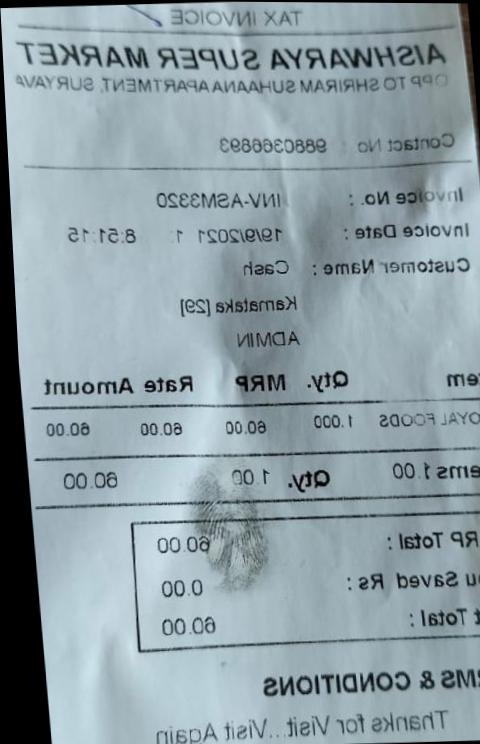 TAX INVOICE
AISHWARYA SUPER MARKET
OPP TO SHRIRAM SUHAANA APARTMENT, SURYAVA
Contact No : 9880366893
Invoice No. : INV-ASM3320
Invoice Date : 19/9/2021 1 8:51:15
Customer Name : Cash
Karnataka [29]
ADMIN
em Qty. MRP Rate Amount
OYAL FOODS 1.000 60.00 60.00 60.00
ems 1.00 Qty. 1.00 60.00
RP Total : 60.00
u Saved Rs : 0.00
t Total : 60.00
RMS & CONDITIONS
Thanks for Visit...Visit Again